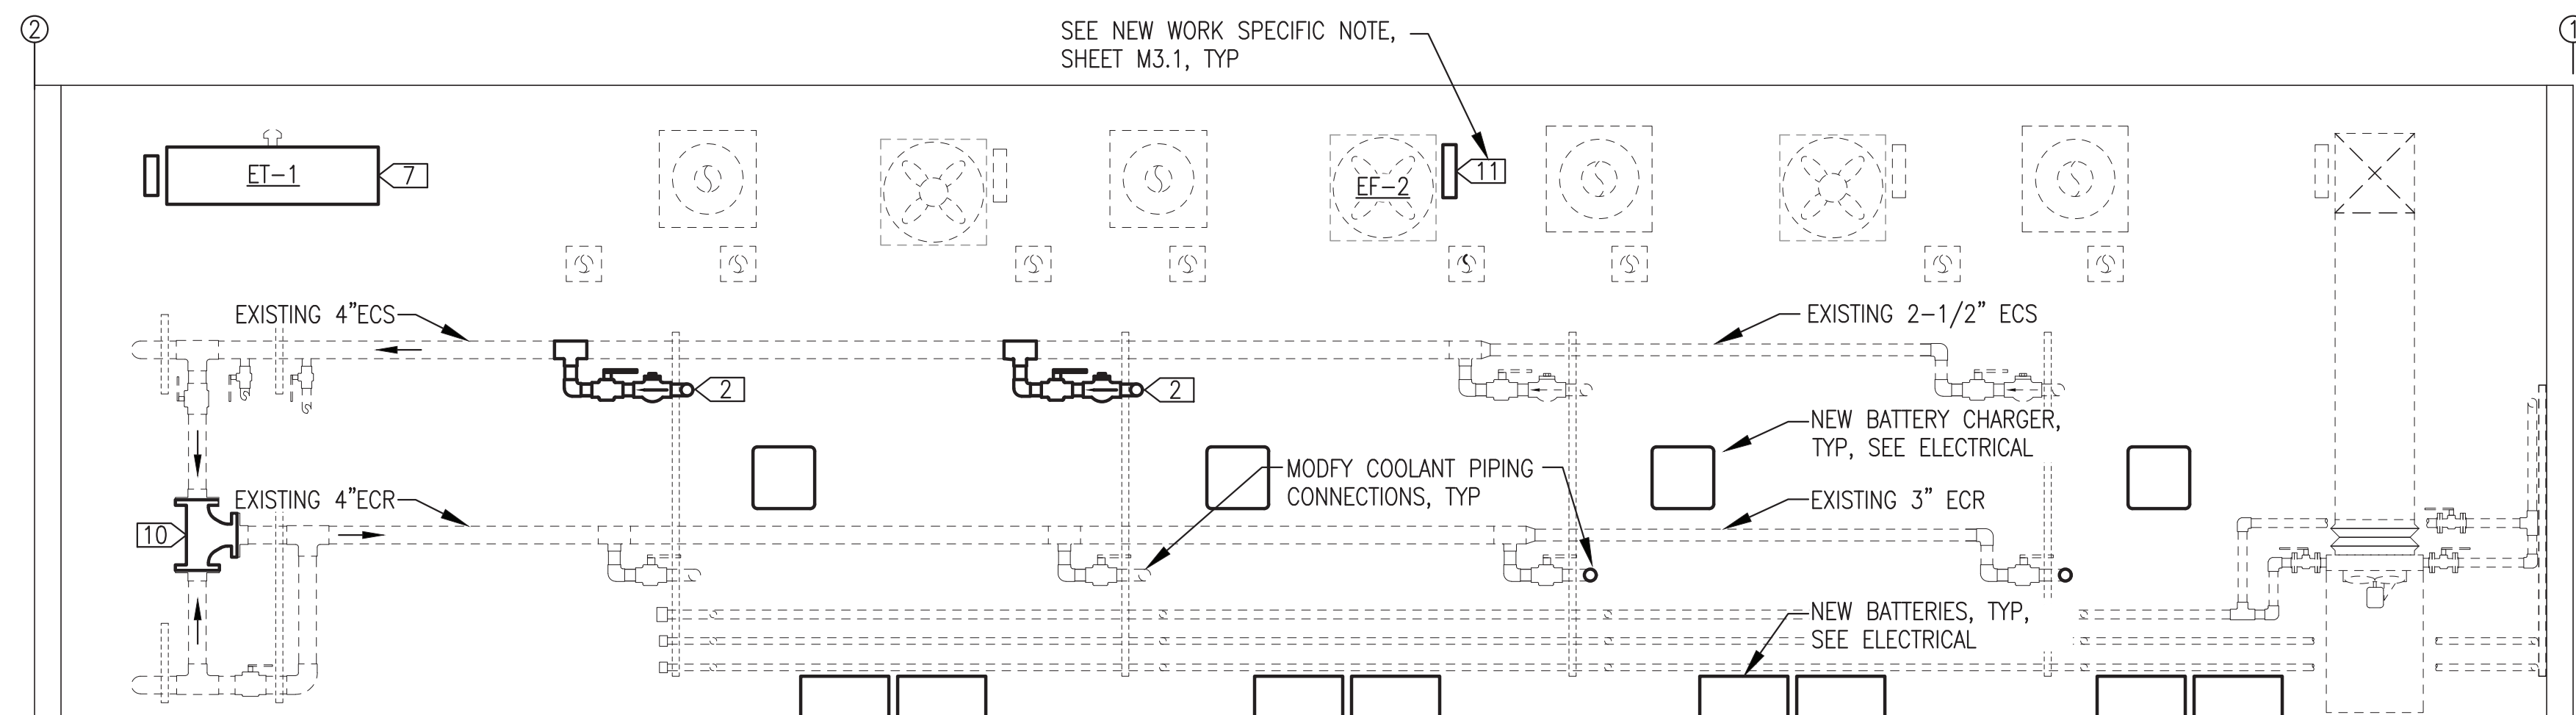 2
1
SEE NEW WORK SPECIFIC NOTE,
SHEET M3.1, TYP
ET-1
7
EF-2
11
EXISTING 4"ECS
EXISTING 2-1/2" ECS
2
2
NEW BATTERY CHARGER,
TYP, SEE ELECTRICAL
MODFY COOLANT PIPING
CONNECTIONS, TYP
EXISTING 4"ECR
EXISTING 3" ECR
10
NEW BATTERIES, TYP,
SEE ELECTRICAL